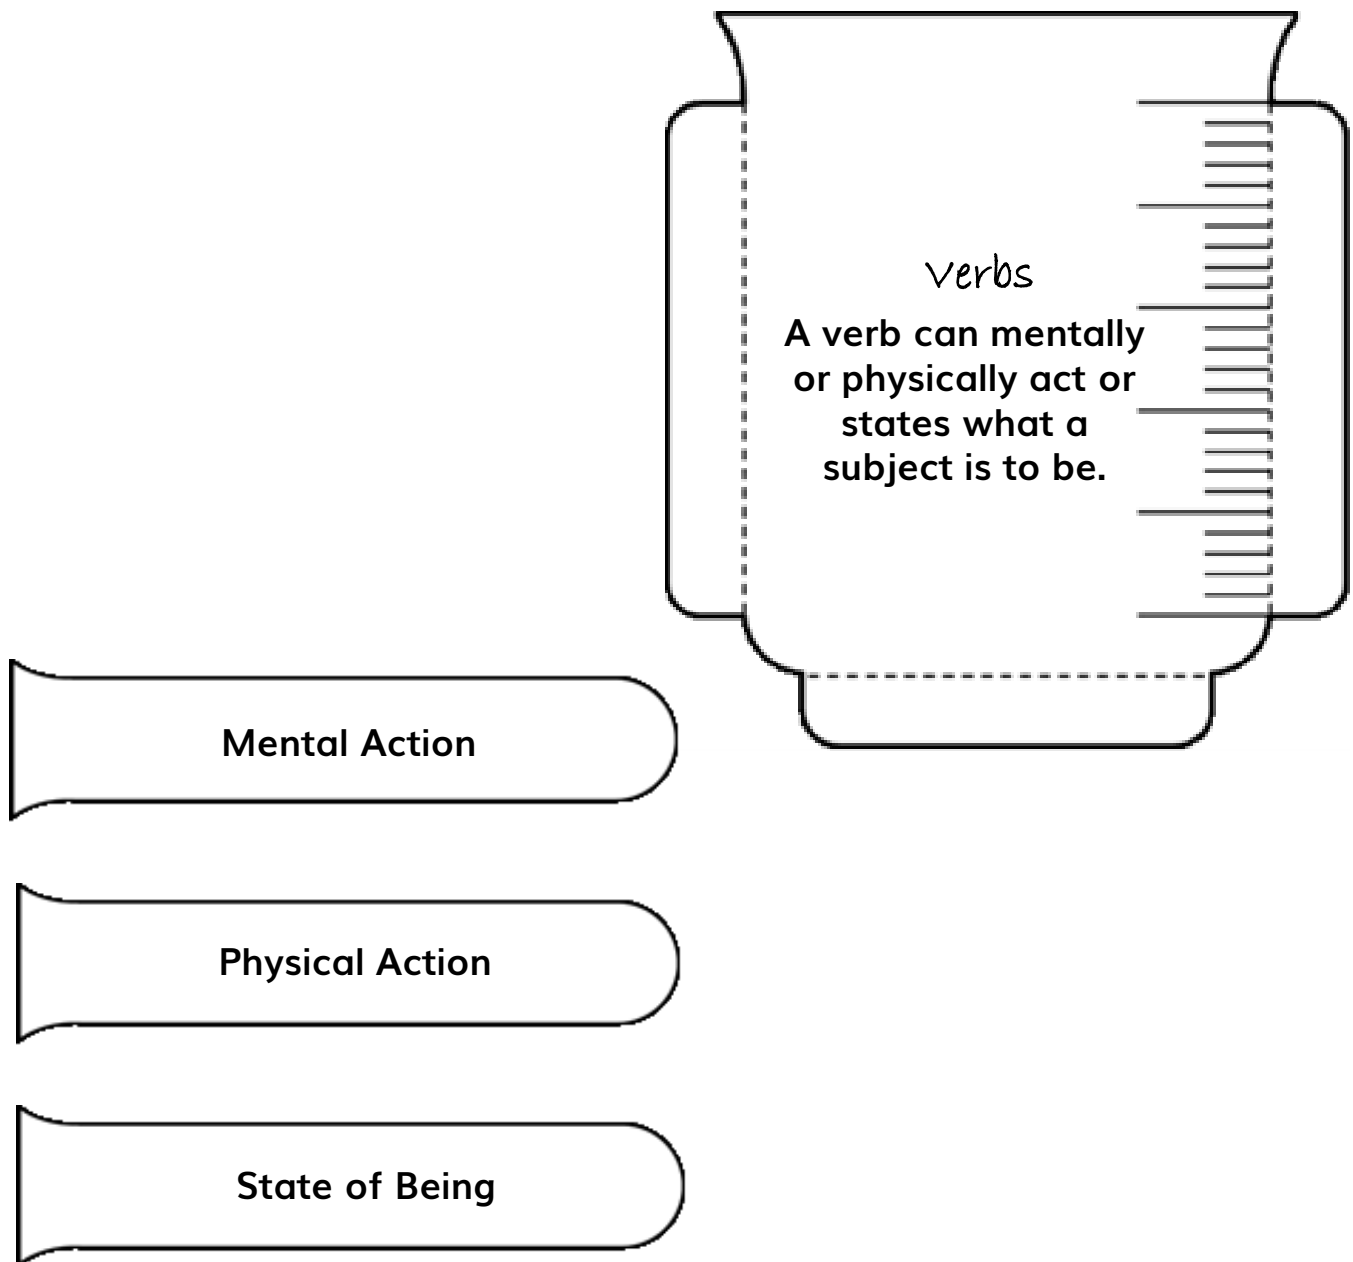 Verbs
A verb can mentally
or physically act or
states what a
subject is to be.
Mental Action
Physical Action
State of Being